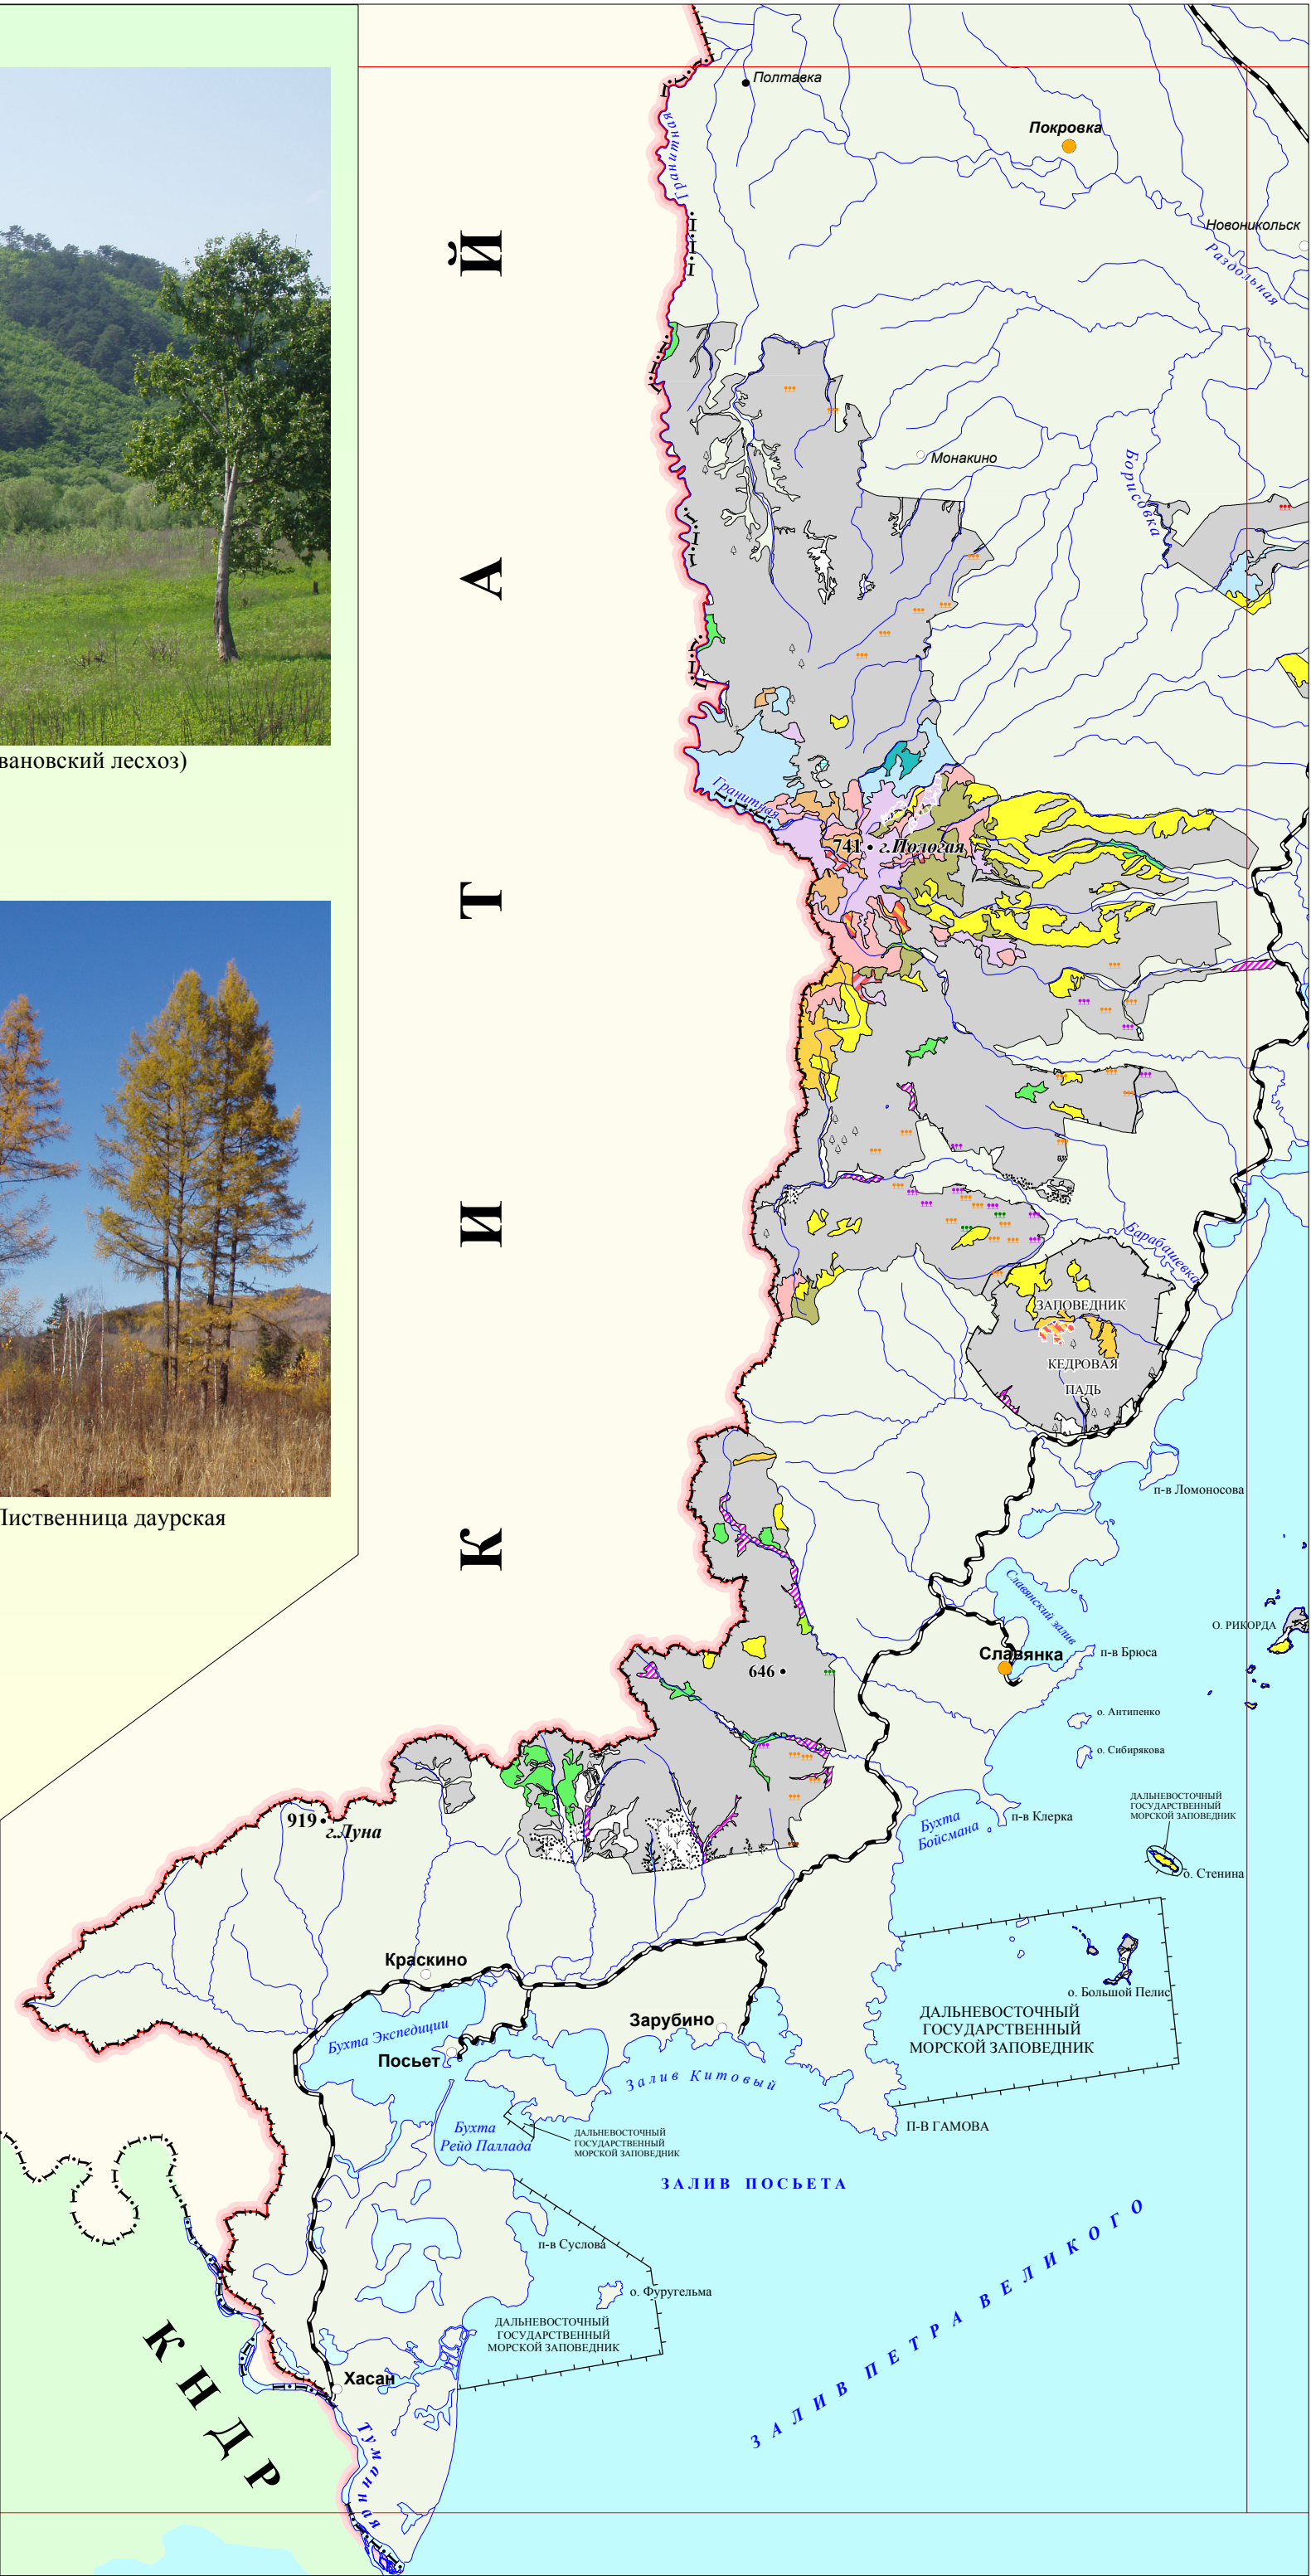 Полтавка
Покровка
Гранитная
Новоникольск
Раздольная
Й
Монакино
Борисовка
А
вановский лесхоз)
Гранитная
741 • г.Пологая
Т
И
Барабашевка
ЗАПОВЕДНИК
КЕДРОВАЯ
ПАДЬ
п-в Ломоносова
Лиственница даурская
К
Славянский залив
О. РИКОРДА
Славянка
п-в Брюса
646 •
о. Антипенко
о. Сибирякова
ДАЛЬНЕВОСТОЧНЫЙ
ГОСУДАРСТВЕННЫЙ
МОРСКОЙ ЗАПОВЕДНИК
919 • г.Луна
Бухта
Бойсмана
п-в Клерка
о. Стенина
Краскино
о. Большой Пелис
ДАЛЬНЕВОСТОЧНЫЙ
ГОСУДАРСТВЕННЫЙ
МОРСКОЙ ЗАПОВЕДНИК
Зарубино
Бухта Экспедиции
Посьет
Залив Китовый
П-В ГАМОВА
Бухта
Рейд Паллада
ДАЛЬНЕВОСТОЧНЫЙ
ГОСУДАРСТВЕННЫЙ
МОРСКОЙ ЗАПОВЕДНИК
ЗАЛИВ ПОСЬЕТА
п-в Суслова
о. Фуругельма
ДАЛЬНЕВОСТОЧНЫЙ
ГОСУДАРСТВЕННЫЙ
МОРСКОЙ ЗАПОВЕДНИК
ЗАЛИВ ПЕТРА ВЕЛИКОГО
КНДР
Хасан
Туманная